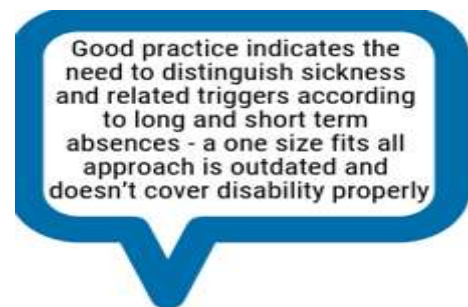 Good practice indicates the
need to distinguish sickness
and related triggers according
to long and short term
absences - a one size fits all
approach is outdated and
doesn't cover disability properly